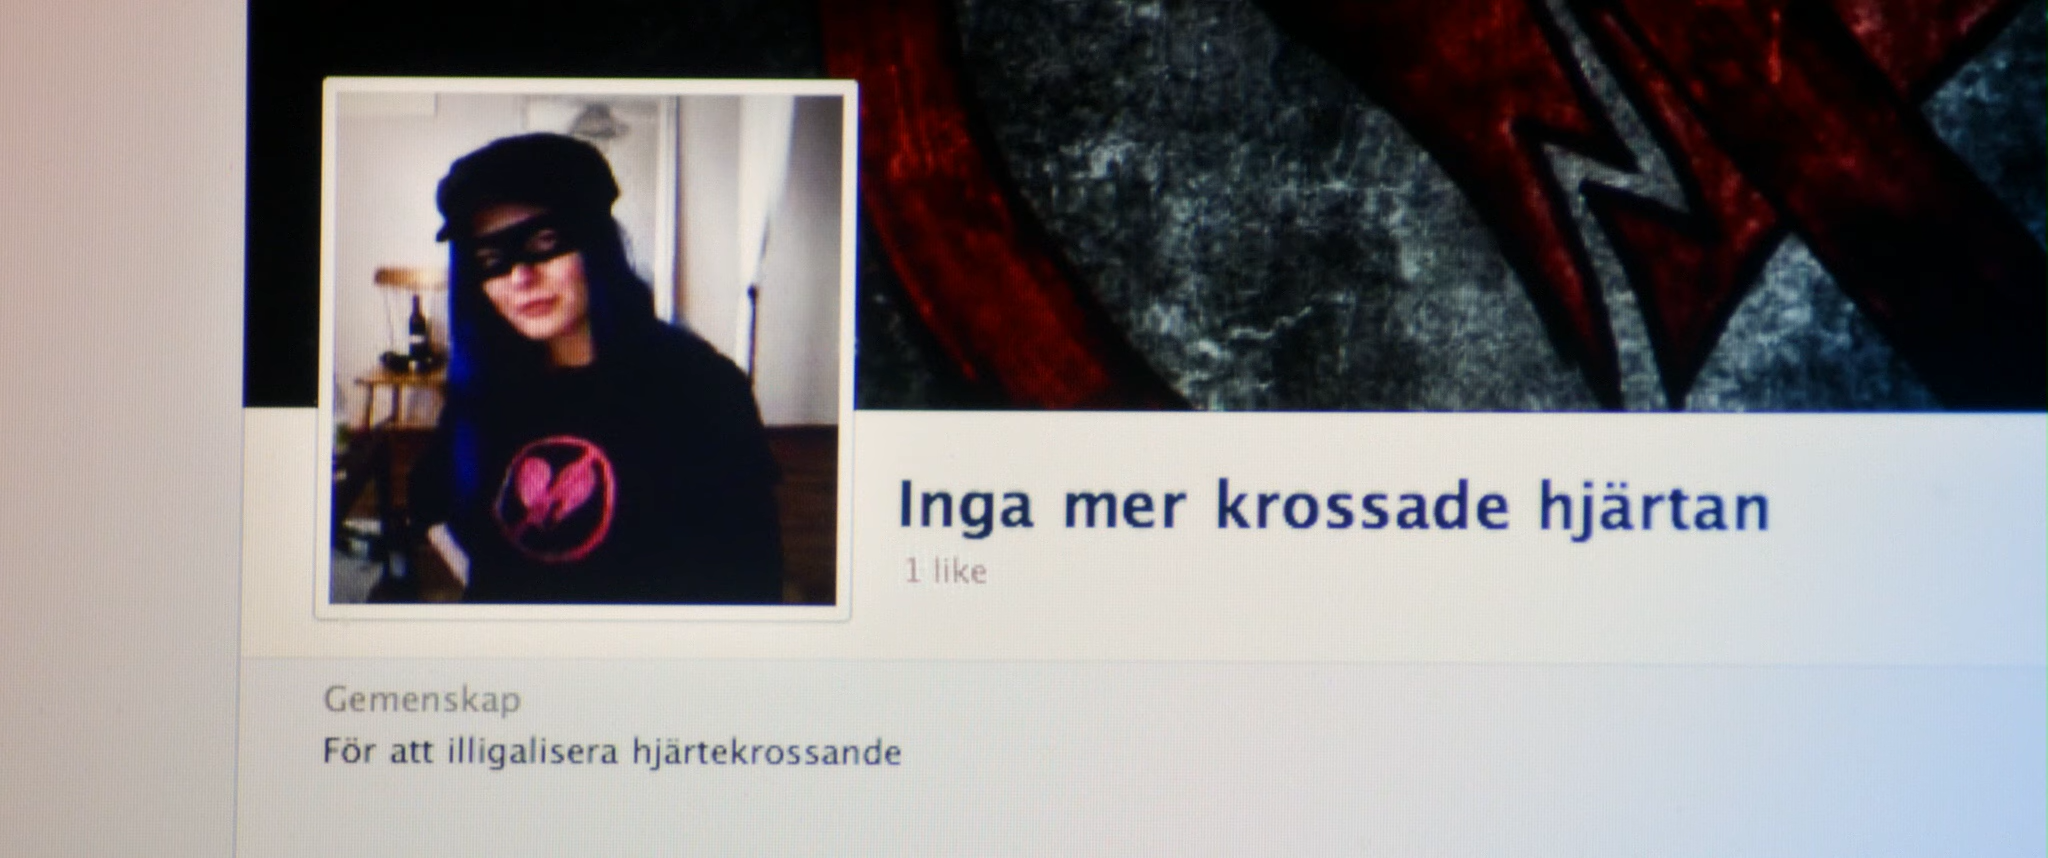 Inga mer krossade hjärtan
1 like
Gemenskap
För att illigalisera hjärtekrossande